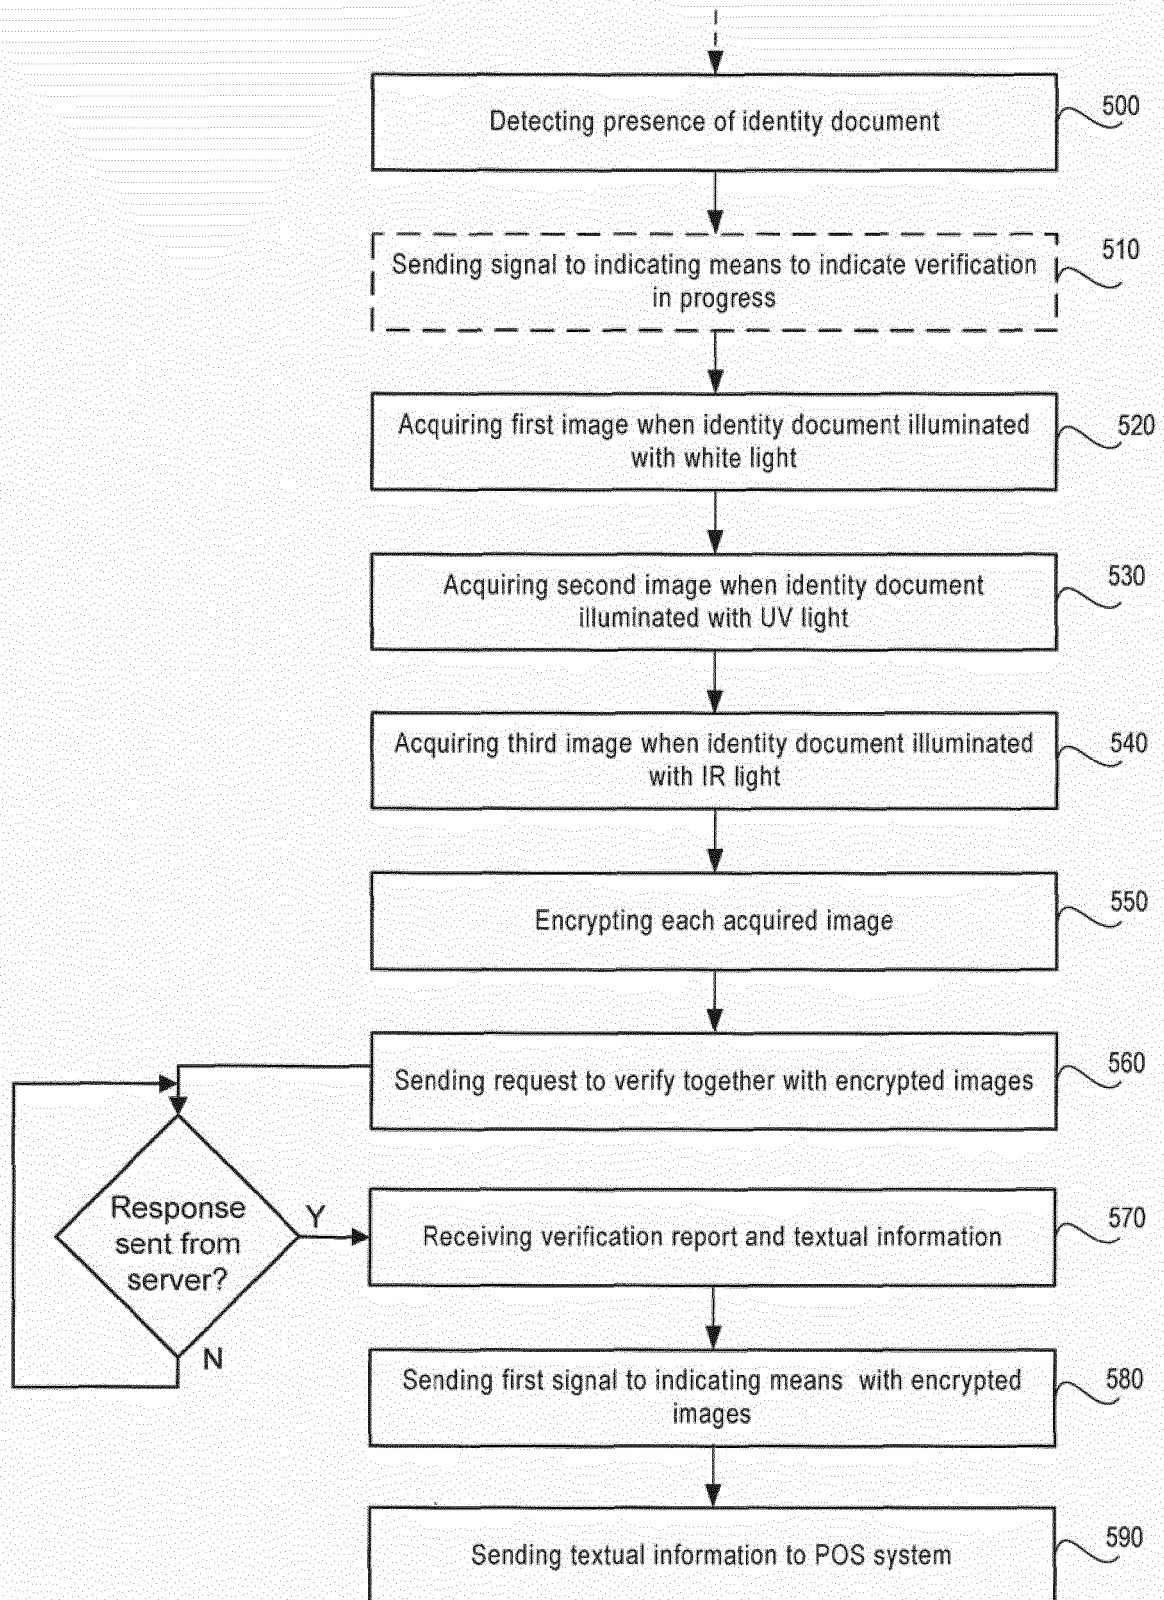 Detecting presence of identity document
500
Sending signal to indicating means to indicate verification
in progress
510
Acquiring first image when identity document illuminated
with white light
520
Acquiring second image when identity document
illuminated with UV light
530
Acquiring third image when identity document illuminated
with IR light
540
Encrypting each acquired image
550
Sending request to verify together with encrypted images
560
Response
sent from
server?
Y
N
Receiving verification report and textual information
570
Sending first signal to indicating means with encrypted
images
580
Sending textual information to POS system
590